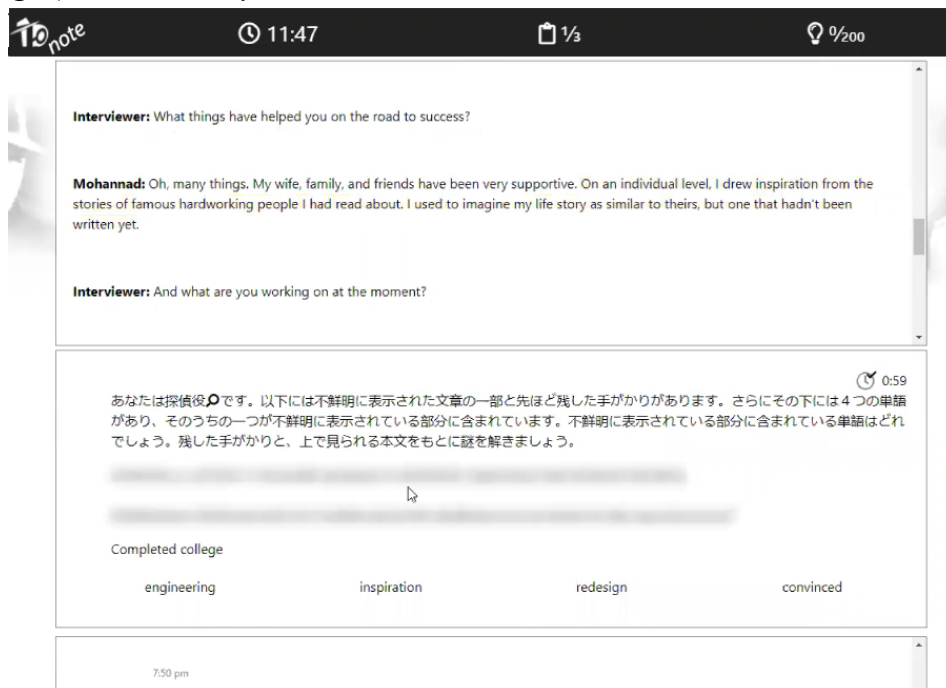 TD note
11:47
1/3
0/200
Interviewer: What things have helped you on the road to success?
Mohannad: Oh, many things. My wife, family, and friends have been very supportive. On an individual level, I drew inspiration from the
stories of famous hardworking people I had read about. I used to imagine my life story as similar to theirs, but one that hadn't been
written yet.
Interviewer: And what are you working on at the moment?
0:59
あなたは探偵役です。以下には不鮮明に表示された文章の一部と先ほど残した手がかりがあります。さらにその下には４つの単語
があり、そのうちの一つが不鮮明に表示されている部分に含まれています。不鮮明に表示されている部分に含まれている単語はどれ
でしょう。残した手がかりと、上で見られる本文をもとに謎を解きましょう。
Completed college
engineering inspiration redesign convinced
7:50 pm